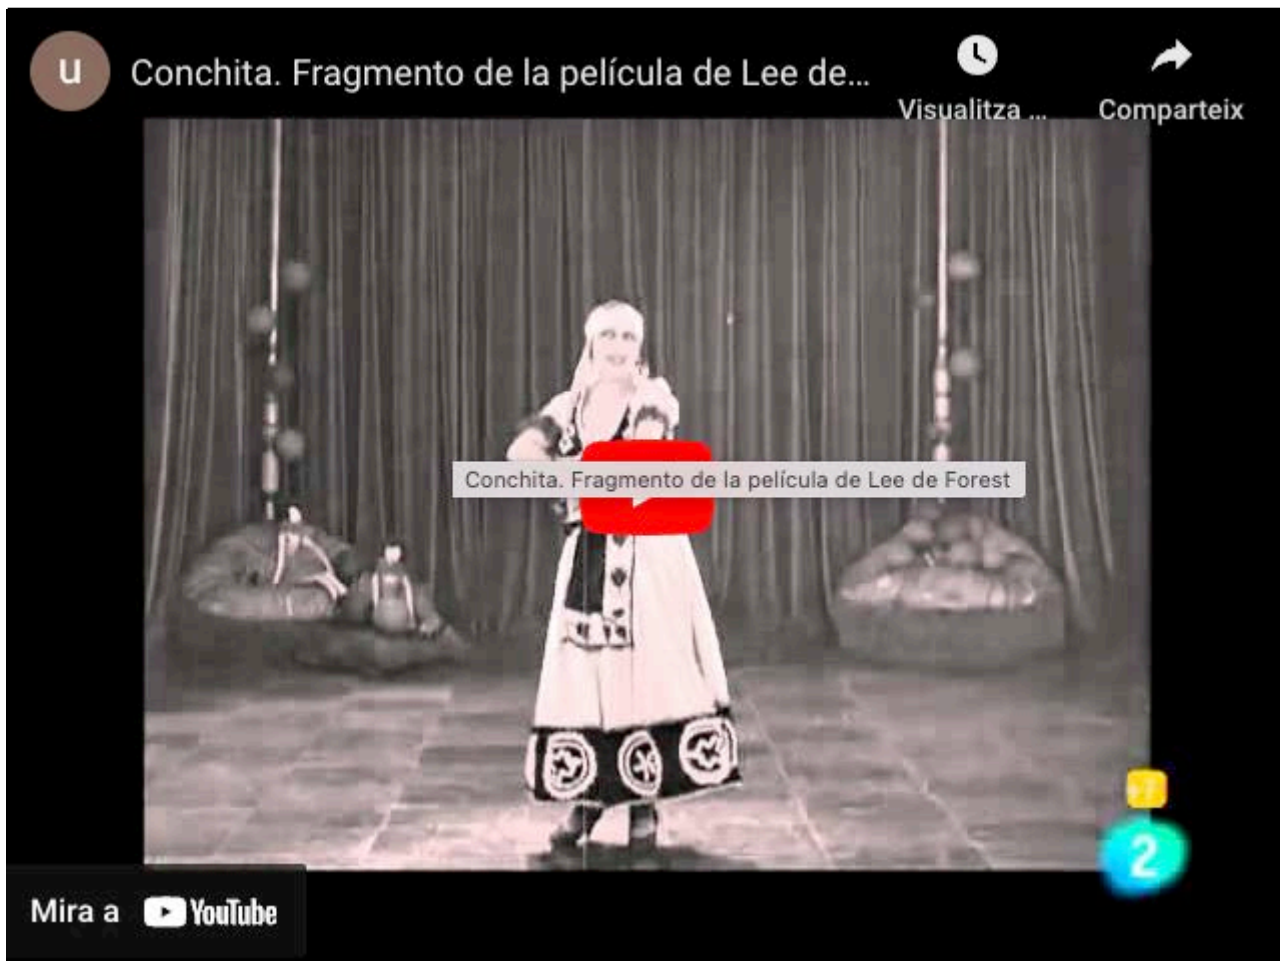 u
Conchita. Fragmento de la película de Lee de...
Visualitza ...
Comparteix
Conchita. Fragmento de la película de Lee de Forest
+7
2
Mira a YouTube